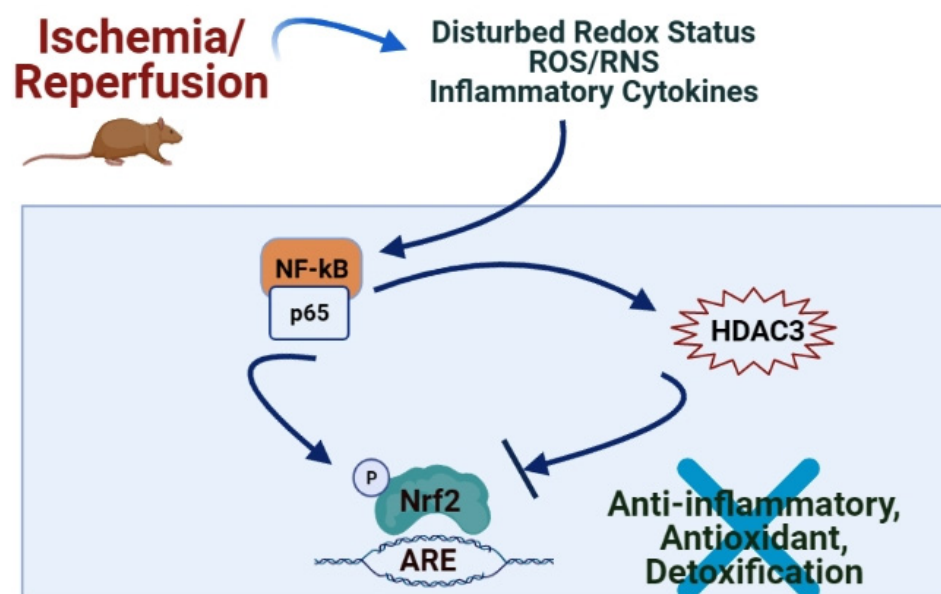 Ischemia/
Reperfusion
Disturbed Redox Status
ROS/RNS
Inflammatory Cytokines
NF-kB
p65
HDAC3
P
Nrf2
ARE
Anti-inflammatory,
Antioxidant,
Detoxification